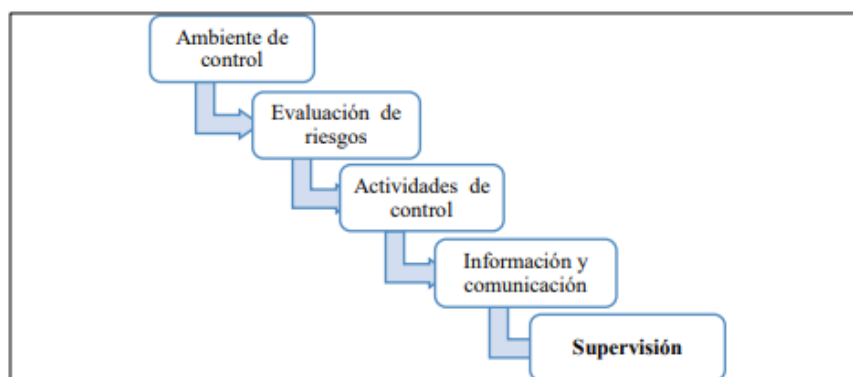 Ambiente de
control
Evaluación de
riesgos
Actividades de
control
Información y
comunicación
Supervisión